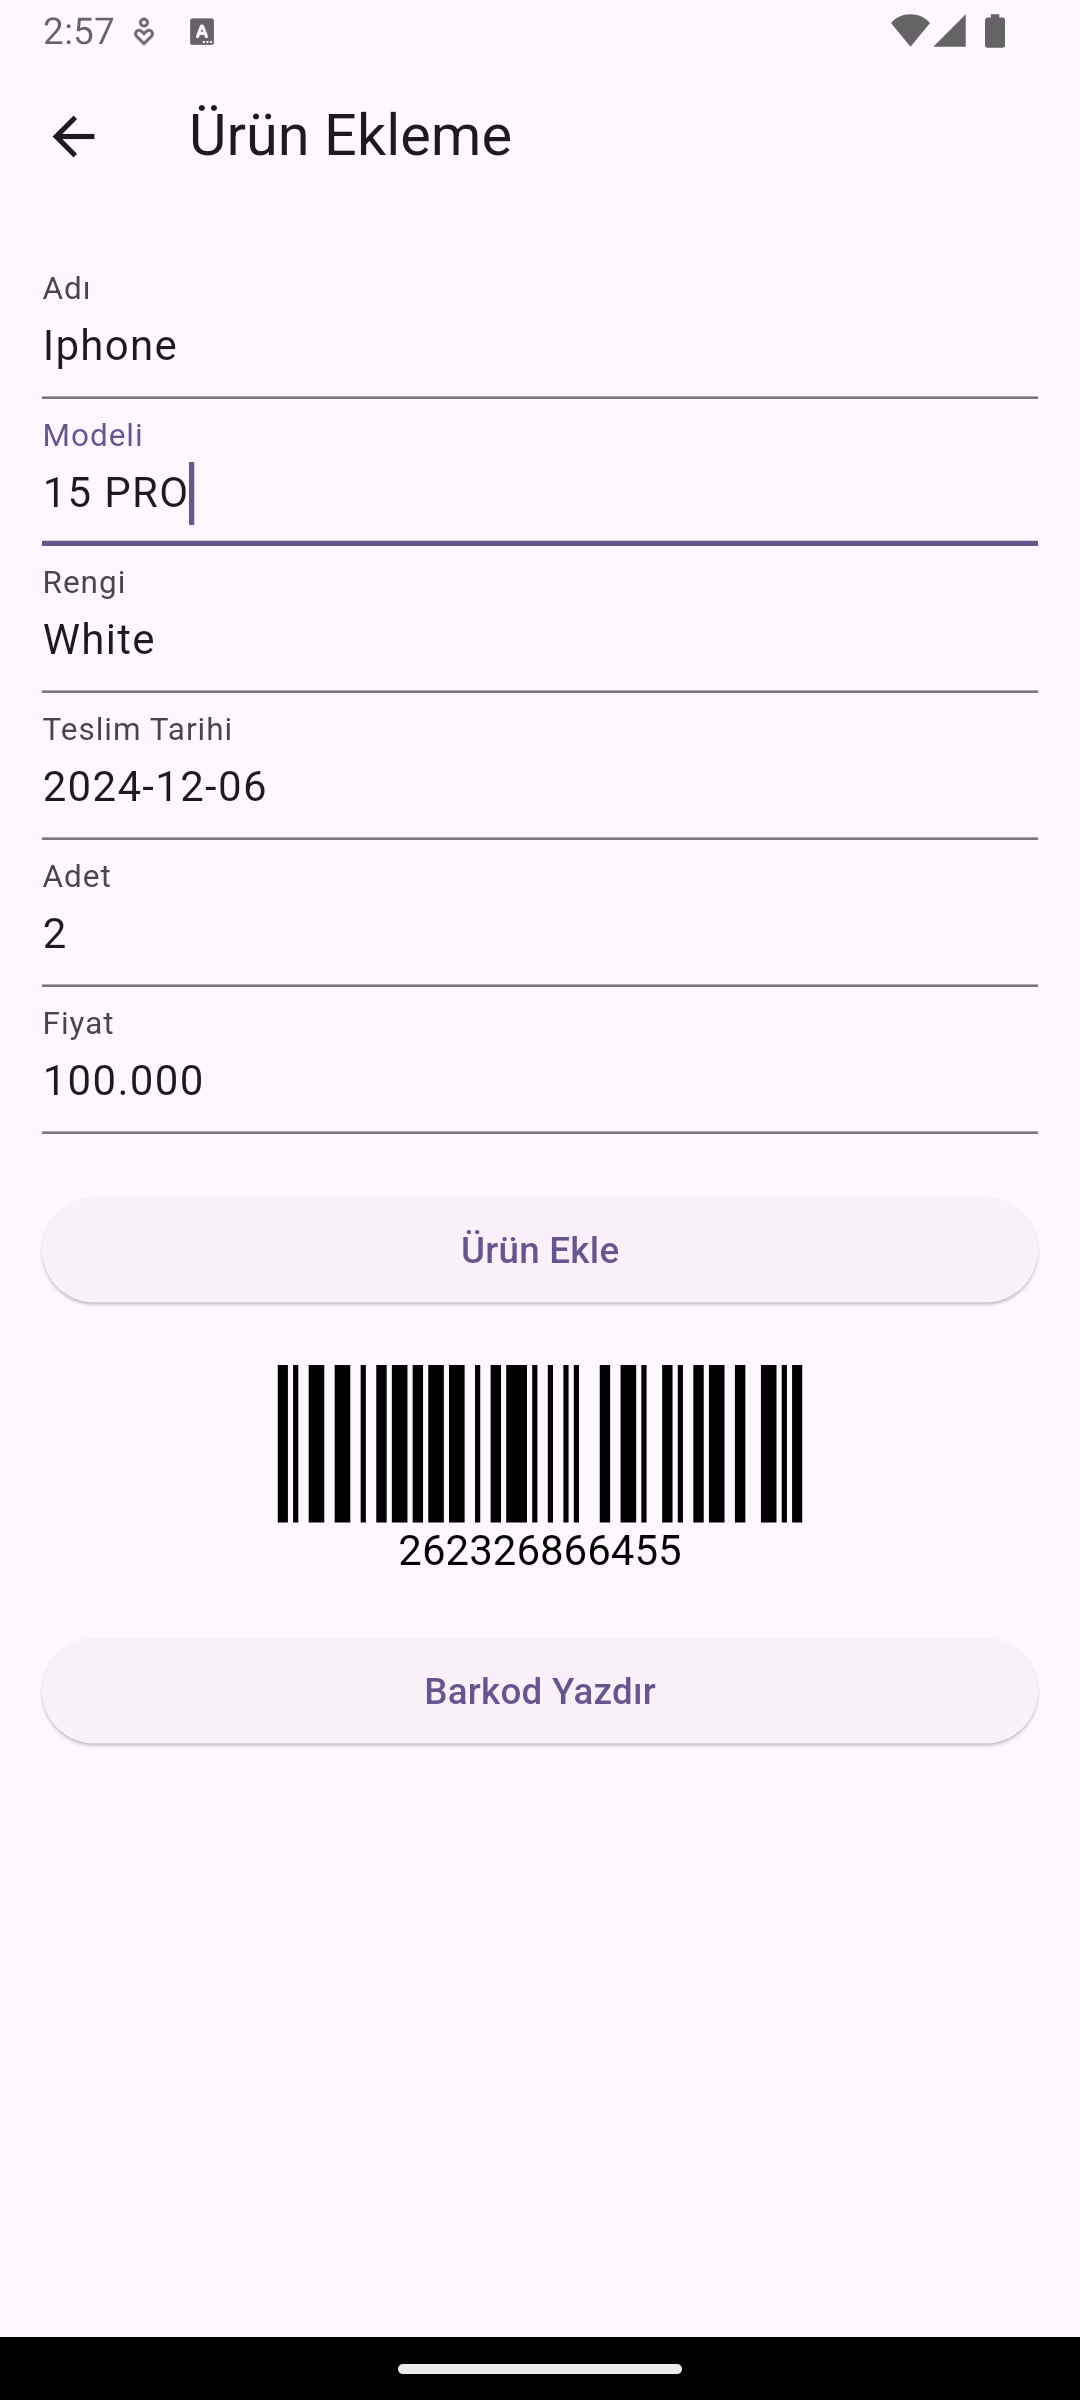 2:57
Ürün Ekleme
Adı
Iphone
Modeli
15 PRO
Rengi
White
Teslim Tarihi
2024-12-06
Adet
2
Fiyat
100.000
Ürün Ekle
262326866455
Barkod Yazdır